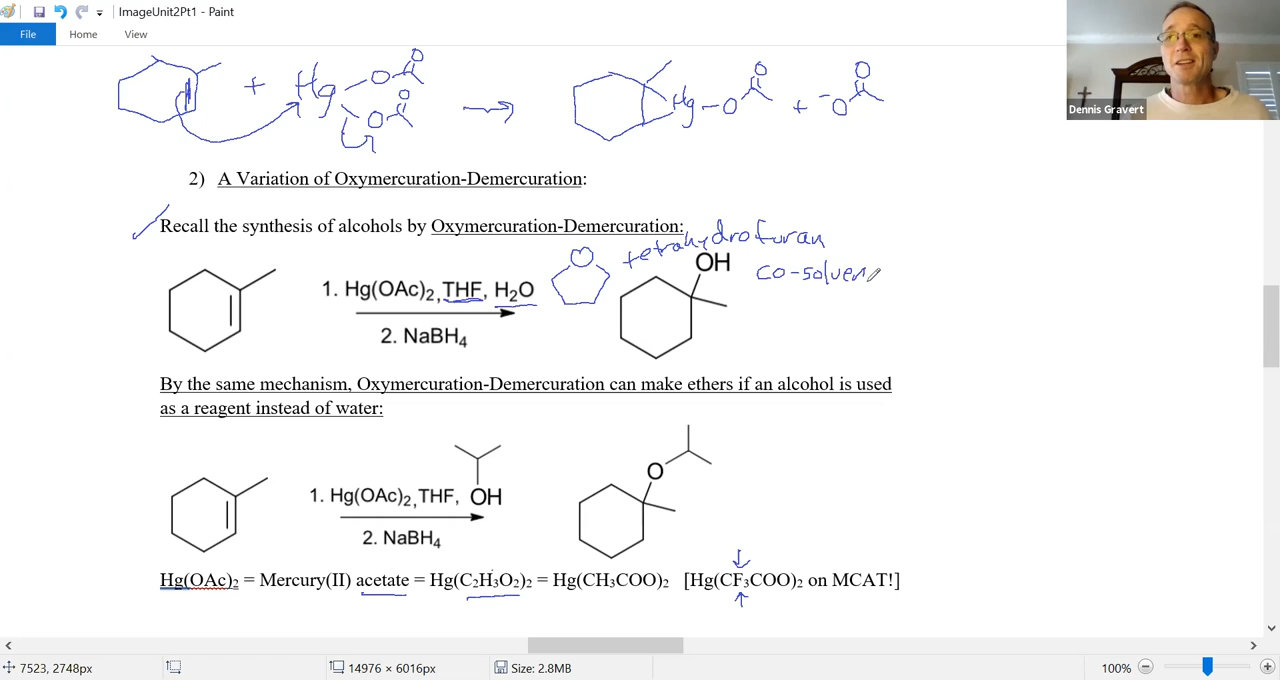 ImageUnit2Pt1 - Paint
File Home View
Dennis Gravert
+ Hg O O O O
Hg-O O + ⁻O O
2) A Variation of Oxymercuration-Demercuration:
Recall the synthesis of alcohols by Oxymercuration-Demercuration:
tetrahydrofuran
O
OH
co-solven
1. Hg(OAc)₂, THF, H₂O
2. NaBH₄
By the same mechanism, Oxymercuration-Demercuration can make ethers if an alcohol is used
as a reagent instead of water:
O
1. Hg(OAc)₂, THF, OH
2. NaBH₄
Hg(OAc)₂ = Mercury(II) acetate = Hg(C₂H₃O₂)₂ = Hg(CH₃COO)₂ [Hg(CF₃COO)₂ on MCAT!]
7523, 2748px 14976 × 6016px Size: 2.8MB 100%